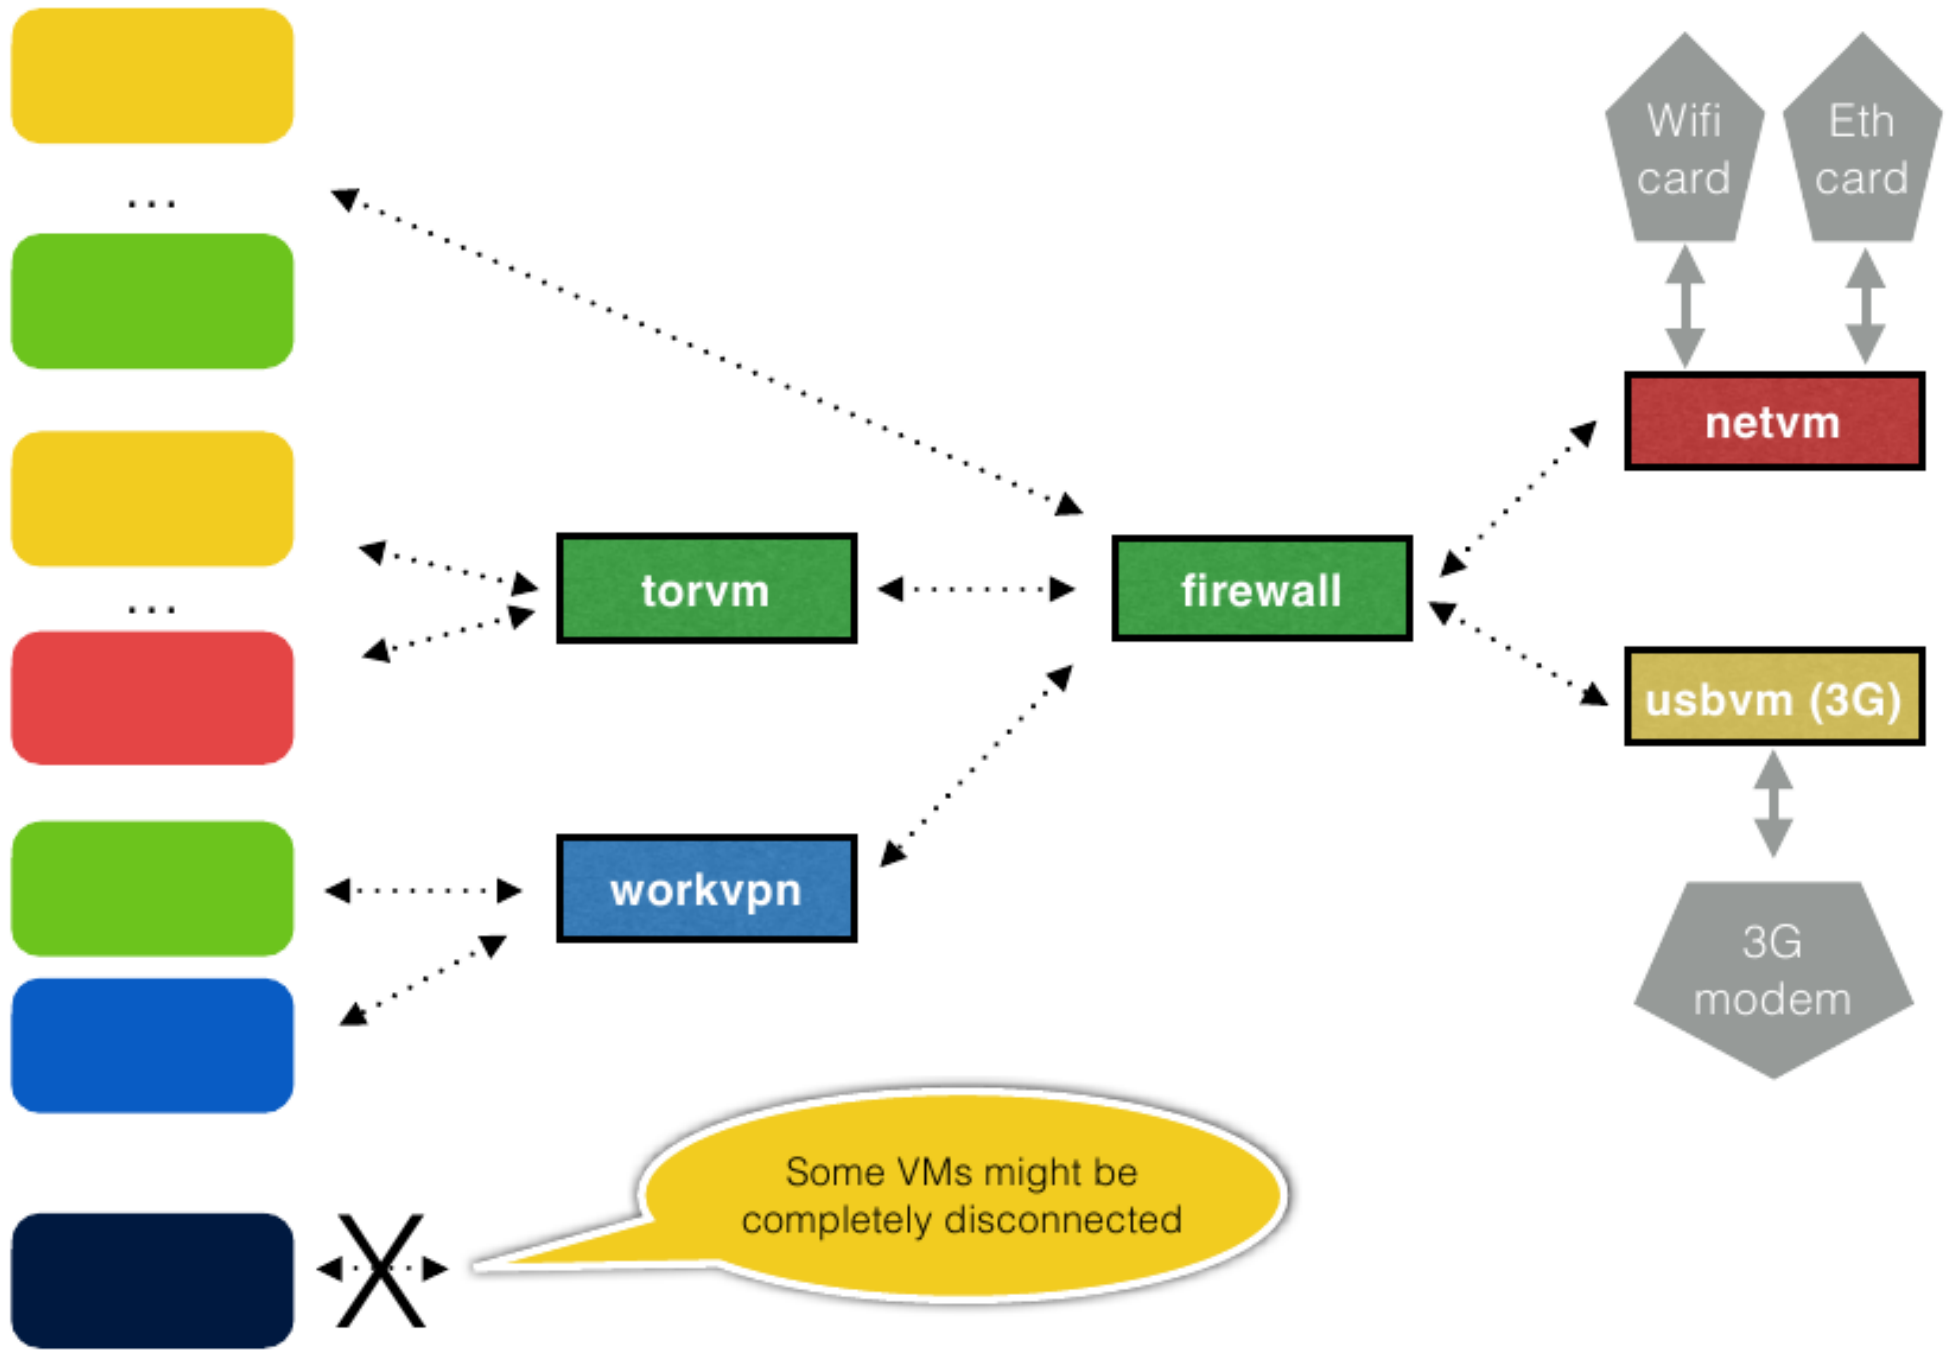 ...
Wifi
card
Eth
card
netvm
...
torvm
firewall
usbvm (3G)
workvpn
3G
modem
Some VMs might be
completely disconnected